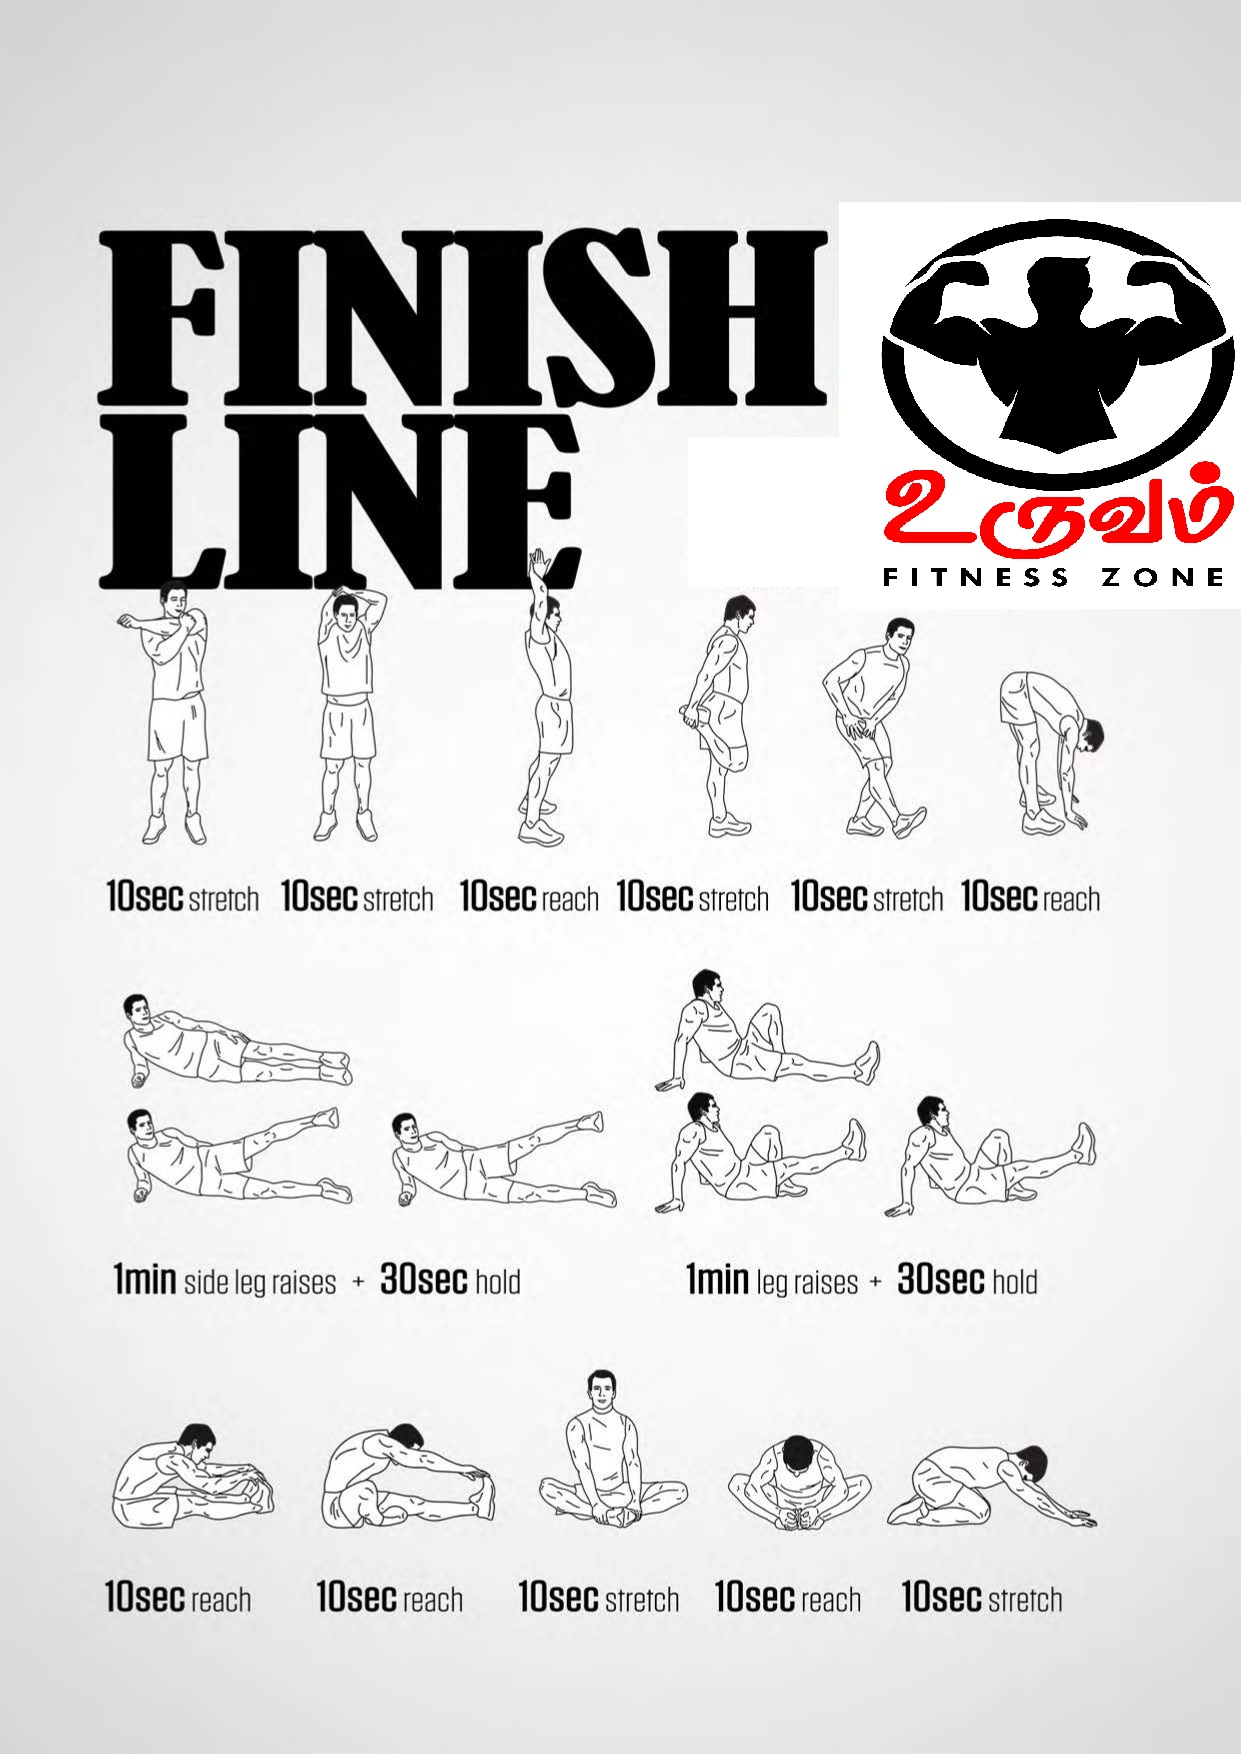 FINISH
LINE
உருவம்
FITNESS ZONE
10sec stretch 10sec stretch 10sec reach 10sec stretch 10sec stretch 10sec reach
1min side leg raises + 30sec hold 1min leg raises + 30sec hold
10sec reach 10sec reach 10sec stretch 10sec reach 10sec stretch